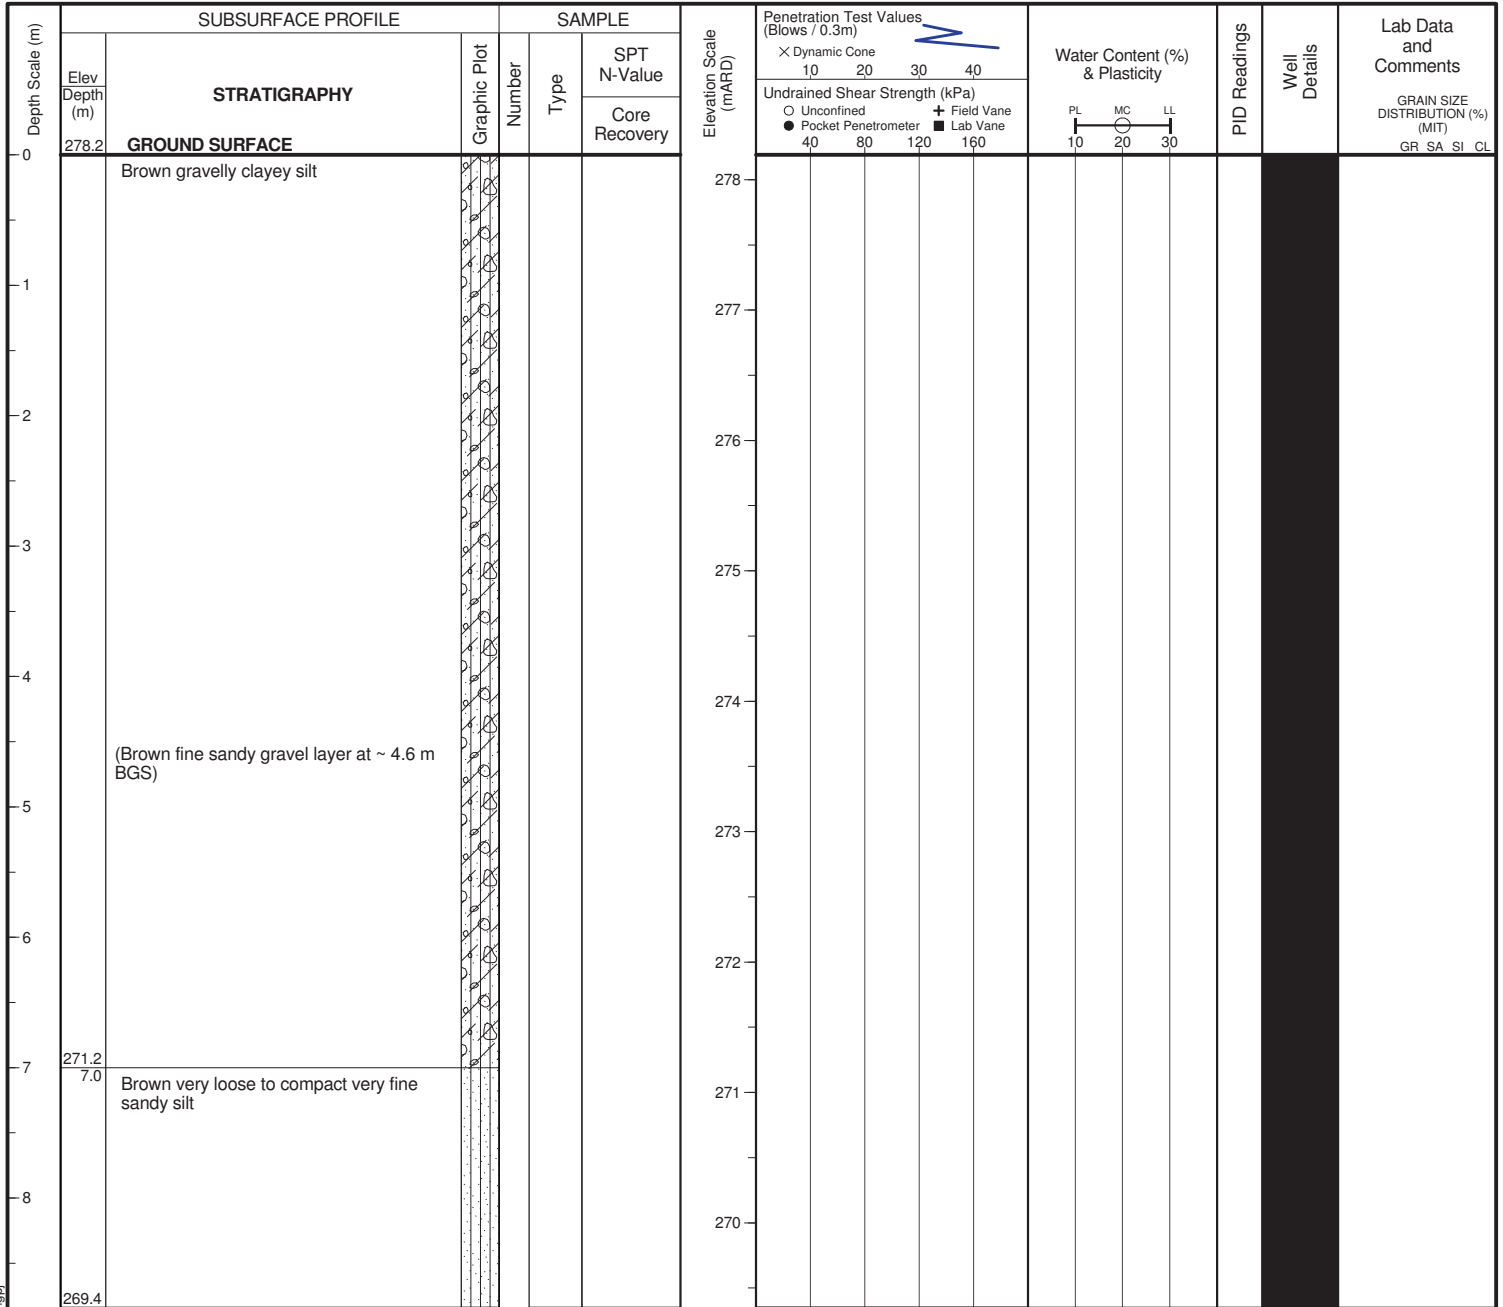 Depth Scale (m)
SUBSURFACE PROFILE
Elev
Depth
(m)
STRATIGRAPHY
278.2
GROUND SURFACE
Graphic Plot
SAMPLE
Number
Type
SPT
N-Value
Core
Recovery
Elevation Scale
(mARD)
Penetration Test Values
(Blows / 0.3m)
× Dynamic Cone
10 20 30 40
Undrained Shear Strength (kPa)
Unconfined
+ Field Vane
Pocket Penetrometer
Lab Vane
40 80 120 160
Water Content (%)
& Plasticity
PL MC LL
10 20 30
PID Readings
Well
Details
Lab Data
and
Comments
GRAIN SIZE
DISTRIBUTION (%)
(MIT)
GR SA SI CL
0
Brown gravelly clayey silt
278
1
277
2
276
3
275
4
274
(Brown fine sandy gravel layer at ~ 4.6 m
BGS)
5
273
6
272
271.2
7
7.0
Brown very loose to compact very fine
sandy silt
271
8
270
269.4